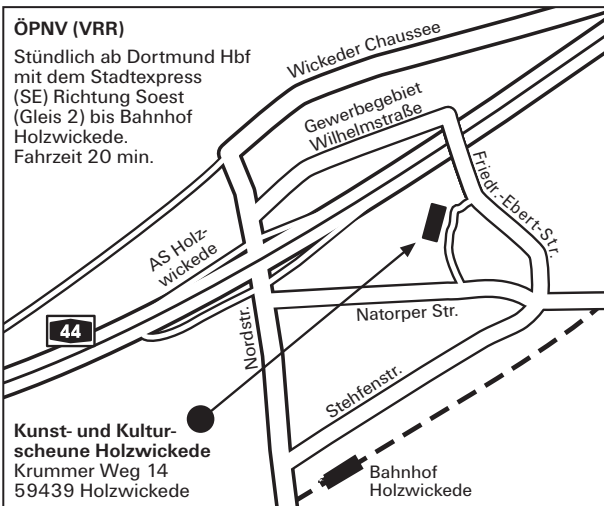 ÖPNV (VRR)
Stündlich ab Dortmund Hbf
mit dem Stadtexpress
(SE) Richtung Soest
(Gleis 2) bis Bahnhof
Holzwickede.
Fahrzeit 20 min.
Wickeder Chaussee
Gewerbegebiet
Wilhelmstraße
Friedr.-Ebert-Str.
AS Holz-
wickede
44
Nordstr.
Natorper Str.
Stehfenstr.
Kunst- und Kultur-
scheune Holzwickede
Krummer Weg 14
59439 Holzwickede
Bahnhof
Holzwickede